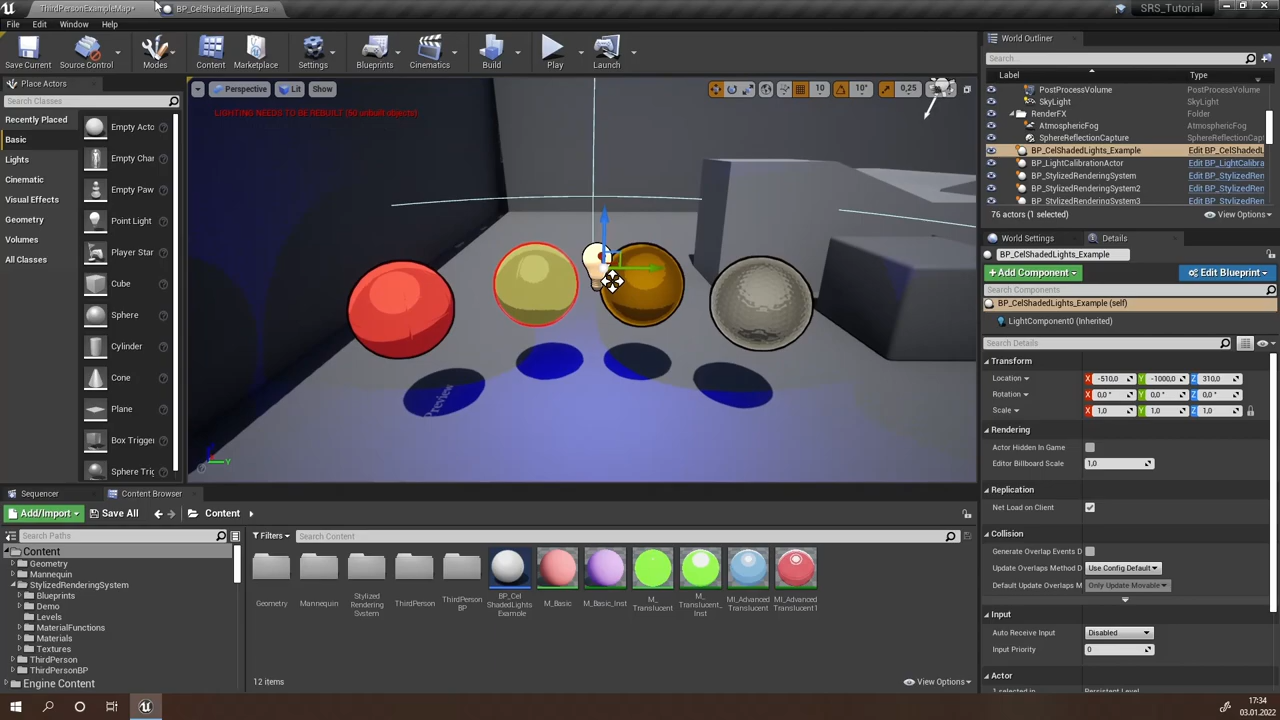 ThirdPersonExampleMap*
BP_CelShadedLights_Exa
SRS_Tutorial
File
Edit
Window
Help
Save Current
Source Control
Modes
Content
Marketplace
Settings
Blueprints
Cinematics
Build
Play
Launch
World Outliner
Search...
Label
Type
PostProcessVolume
PostProcessV
SkyLight
SkyLight
RenderFX
Folder
AtmosphericFog
AtmosphericFog
SphereReflectionCapture
SphereReflectionCapt
BP_CelShadedLights_Example
Edit BP_CelShadedL
BP_LightCalibrationActor
Edit BP_LightCalibra
BP_StylizedRenderingSystem
Edit BP_StylizedRen
BP_StylizedRenderingSystem2
Edit BP_StylizedRen
BP_StylizedRenderingSystem3
Edit BP_StylizedRen
76 actors (1 selected)
View Options
Place Actors
Search Classes
Recently Placed
Basic
Lights
Cinematic
Visual Effects
Geometry
Volumes
All Classes
Empty Acto
Empty Char
Empty Paw
Point Light
Player Star
Cube
Sphere
Cylinder
Cone
Plane
Box Trigger
Sphere Trig
Perspective
Lit
Show
10
10°
0,25
LIGHTING NEEDS TO BE REBUILT (50 unbuilt objects)
Y
World Settings
Details
BP_CelShadedLights_Example
Add Component
Edit Blueprint
Search Components
BP_CelShadedLights_Example (self)
LightComponent0 (Inherited)
Search Details
Transform
Location
X -510,0
Y -1000,0
Z 310,0
Rotation
X 0,0 °
Y 0,0 °
Z 0,0 °
Scale
X 1,0
Y 1,0
Z 1,0
Rendering
Actor Hidden In Game
Editor Billboard Scale
1,0
Replication
Net Load on Client
Collision
Generate Overlap Events D
Update Overlaps Method D
Use Config Default
Default Update Overlaps M
Only Update Movable
Input
Auto Receive Input
Disabled
Input Priority
0
Actor
Sequencer
Content Browser
Add/Import
Save All
Content
Search Paths
Filters
Search Content
Content
Geometry
Mannequin
StylizedRenderingSystem
Blueprints
Demo
Levels
MaterialFunctions
Materials
Textures
ThirdPerson
ThirdPersonBP
Engine Content
Geometry
Mannequin
Stylized
Rendering
System
ThirdPerson
ThirdPerson
BP
BP_Cel
ShadedLights
Example
M_Basic
M_Basic_Inst
M_
Translucent
M_
Translucent_
Inst
MI_Advanced
Translucent
MI_Advanced
Translucent1
12 items
View Options
17:34
03.01.2022